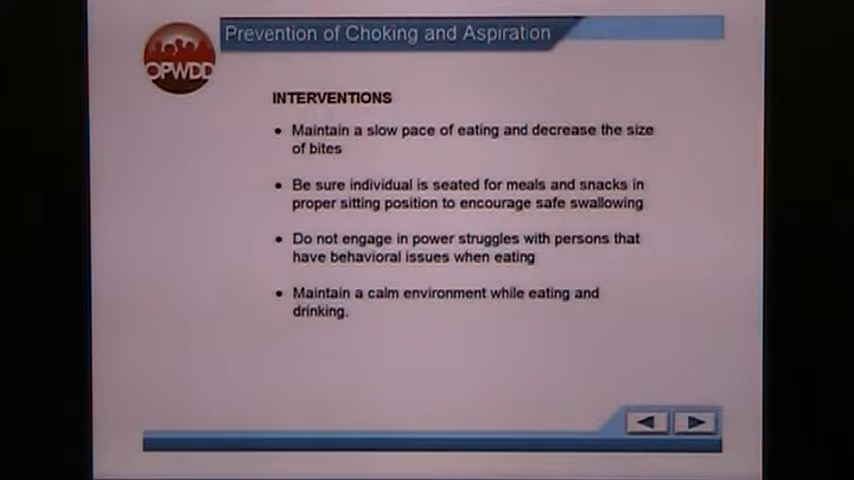 OPWDD
Prevention of Choking and Aspiration
INTERVENTIONS
• Maintain a slow pace of eating and decrease the size
of bites
• Be sure individual is seated for meals and snacks in
proper sitting position to encourage safe swallowing
• Do not engage in power struggles with persons that
have behavioral issues when eating
• Maintain a calm environment while eating and
drinking.